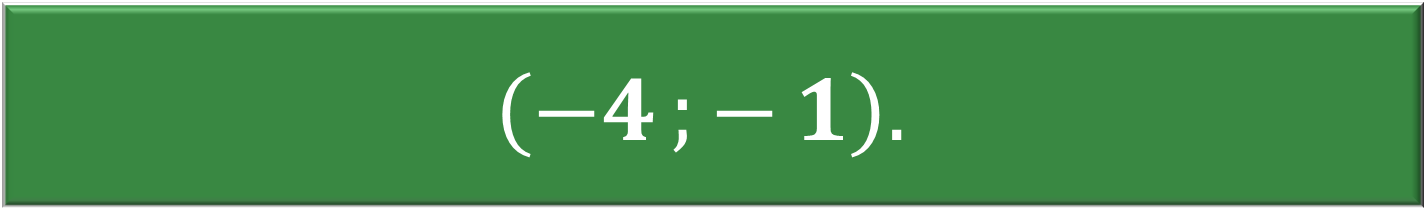 (−4 ; − 1).